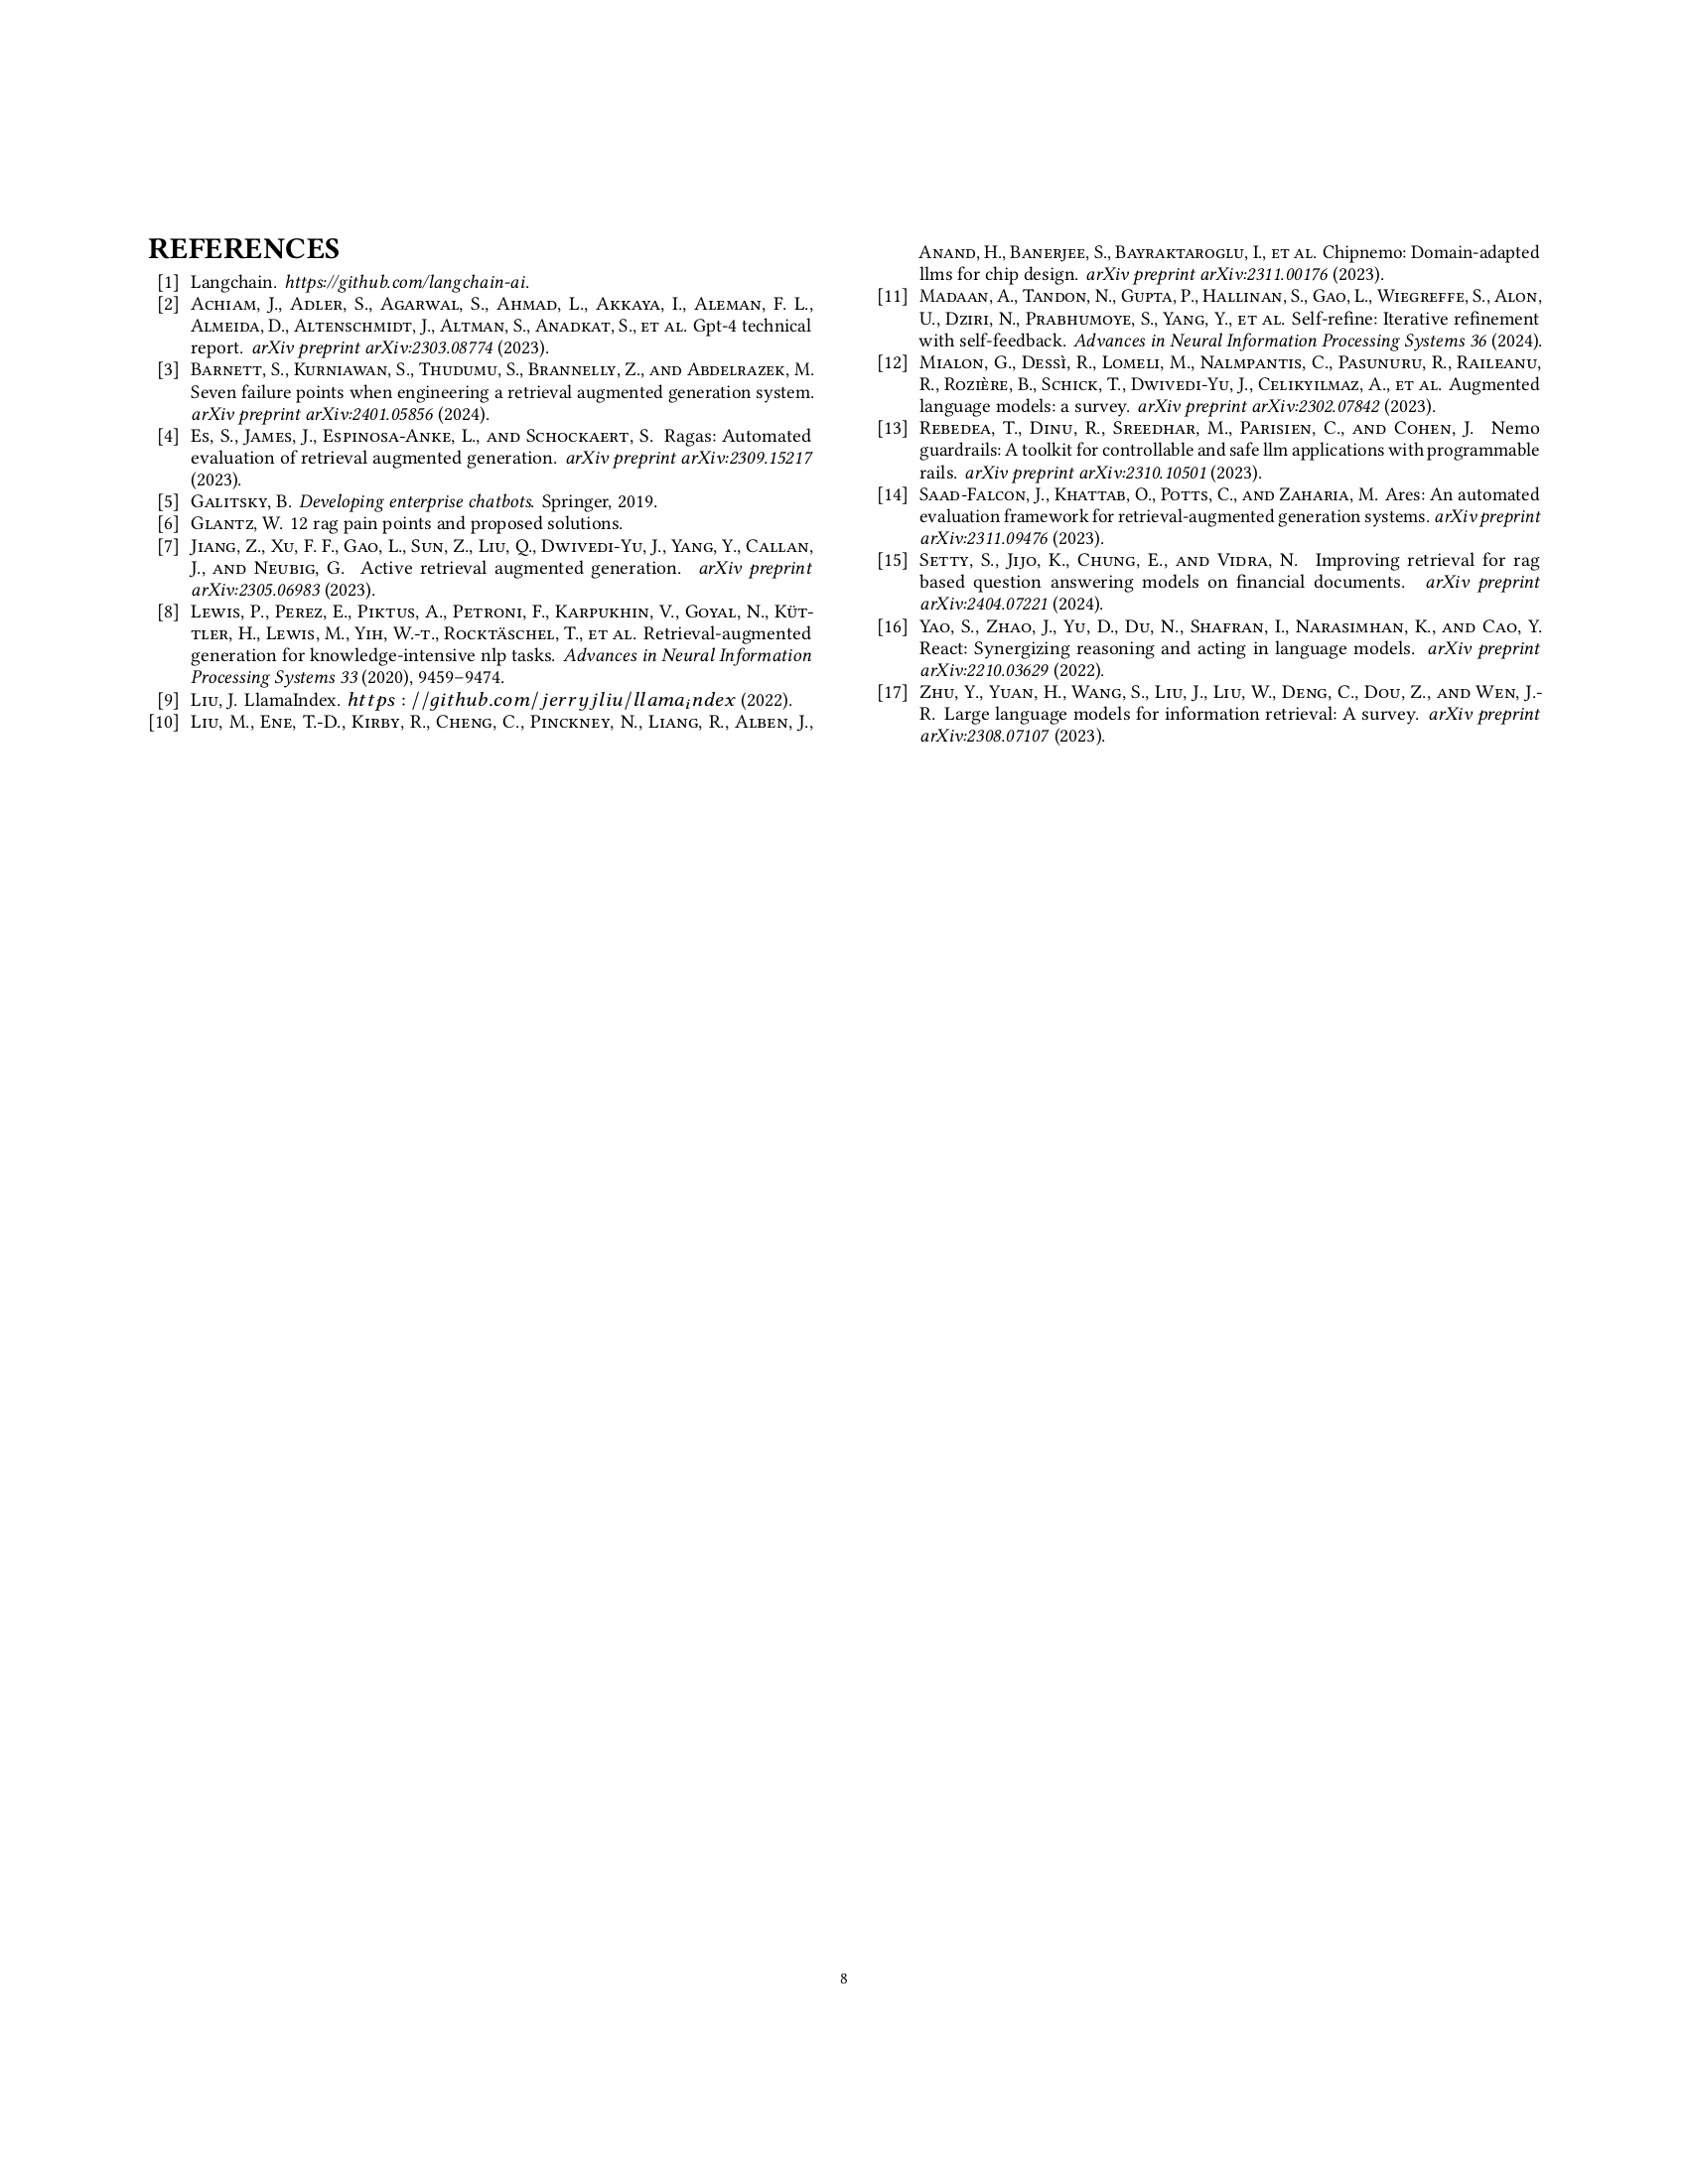 REFERENCES
[1] Langchain. https://github.com/langchain-ai.
[2] Achiam, J., Adler, S., Agarwal, S., Ahmad, L., Akkaya, I., Aleman, F. L.,
Almeida, D., Altenschmidt, J., Altman, S., Anadkat, S., et al. Gpt-4 technical
report. arXiv preprint arXiv:2303.08774 (2023).
[3] Barnett, S., Kurniawan, S., Thudumu, S., Brannelly, Z., and Abdelrazek, M.
Seven failure points when engineering a retrieval augmented generation system.
arXiv preprint arXiv:2401.05856 (2024).
[4] Es, S., James, J., Espinosa-Anke, L., and Schockaert, S. Ragas: Automated
evaluation of retrieval augmented generation. arXiv preprint arXiv:2309.15217
(2023).
[5] Galitsky, B. Developing enterprise chatbots. Springer, 2019.
[6] Glantz, W. 12 rag pain points and proposed solutions.
[7] Jiang, Z., Xu, F. F., Gao, L., Sun, Z., Liu, Q., Dwivedi-Yu, J., Yang, Y., Callan,
J., and Neubig, G. Active retrieval augmented generation. arXiv preprint
arXiv:2305.06983 (2023).
[8] Lewis, P., Perez, E., Piktus, A., Petroni, F., Karpukhin, V., Goyal, N., Küt-
tler, H., Lewis, M., Yih, W.-t., Rocktäschel, T., et al. Retrieval-augmented
generation for knowledge-intensive nlp tasks. Advances in Neural Information
Processing Systems 33 (2020), 9459–9474.
[9] Liu, J. LlamaIndex. https : //github.com/jerryjliu/llamaᵢndex (2022).
[10] Liu, M., Ene, T.-D., Kirby, R., Cheng, C., Pinckney, N., Liang, R., Alben, J.,
Anand, H., Banerjee, S., Bayraktaroglu, I., et al. Chipnemo: Domain-adapted
llms for chip design. arXiv preprint arXiv:2311.00176 (2023).
[11] Madaan, A., Tandon, N., Gupta, P., Hallinan, S., Gao, L., Wiegreffe, S., Alon,
U., Dziri, N., Prabhumoye, S., Yang, Y., et al. Self-refine: Iterative refinement
with self-feedback. Advances in Neural Information Processing Systems 36 (2024).
[12] Mialon, G., Dessì, R., Lomeli, M., Nalmpantis, C., Pasunuru, R., Raileanu,
R., Rozière, B., Schick, T., Dwivedi-Yu, J., Celikyilmaz, A., et al. Augmented
language models: a survey. arXiv preprint arXiv:2302.07842 (2023).
[13] Rebedea, T., Dinu, R., Sreedhar, M., Parisien, C., and Cohen, J. Nemo
guardrails: A toolkit for controllable and safe llm applications with programmable
rails. arXiv preprint arXiv:2310.10501 (2023).
[14] Saad-Falcon, J., Khattab, O., Potts, C., and Zaharia, M. Ares: An automated
evaluation framework for retrieval-augmented generation systems. arXiv preprint
arXiv:2311.09476 (2023).
[15] Setty, S., Jijo, K., Chung, E., and Vidra, N. Improving retrieval for rag
based question answering models on financial documents. arXiv preprint
arXiv:2404.07221 (2024).
[16] Yao, S., Zhao, J., Yu, D., Du, N., Shafran, I., Narasimhan, K., and Cao, Y.
React: Synergizing reasoning and acting in language models. arXiv preprint
arXiv:2210.03629 (2022).
[17] Zhu, Y., Yuan, H., Wang, S., Liu, J., Liu, W., Deng, C., Dou, Z., and Wen, J.-
R. Large language models for information retrieval: A survey. arXiv preprint
arXiv:2308.07107 (2023).
8